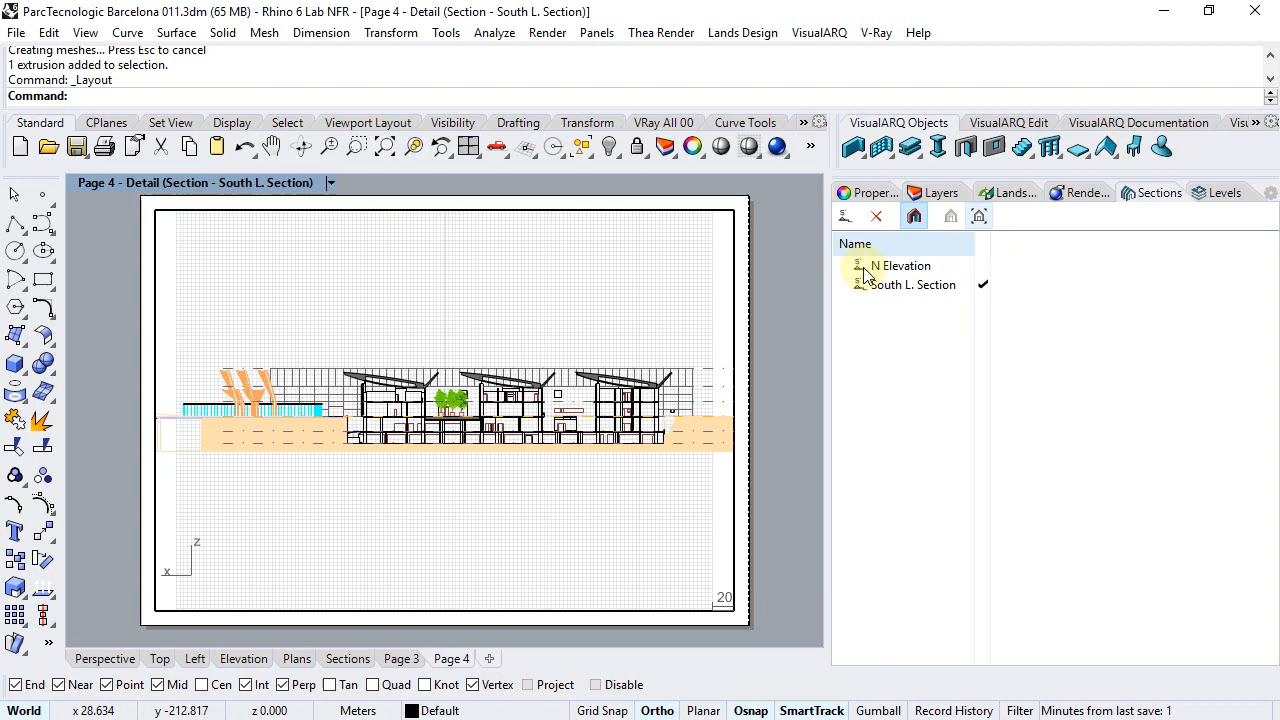 ParcTecnologic Barcelona 011.3dm (65 MB) - Rhino 6 Lab NFR - [Page 4 - Detail (Section - South L. Section)]
File Edit View Curve Surface Solid Mesh Dimension Transform Tools Analyze Render Panels Thea Render Lands Design VisualARQ V-Ray Help
Creating meshes... Press Esc to cancel
1 extrusion added to selection.
Command: _Layout
Command:
Standard CPlanes Set View Display Select Viewport Layout Visibility Drafting Transform VRay All 00 Curve Tools »
VisualARQ Objects VisualARQ Edit VisualARQ Documentation Visu »
Page 4 - Detail (Section - South L. Section)
Proper... Layers Lands... Rende... Sections Levels
Name
N Elevation
South L. Section
z
x
20
Perspective Top Left Elevation Plans Sections Page 3 Page 4
End Near Point Mid Cen Int Perp Tan Quad Knot Vertex Project Disable
World x 28.634 y -212.817 z 0.000 Meters Default Grid Snap Ortho Planar Osnap SmartTrack Gumball Record History Filter Minutes from last save: 1